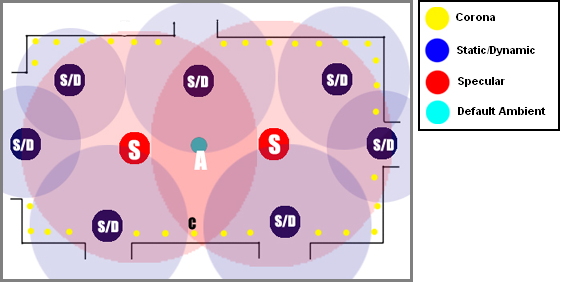 Corona
Static/Dynamic
Specular
Default Ambient
S/D
S/D
S/D
S/D
S
S
S/D
A
C
S/D
S/D